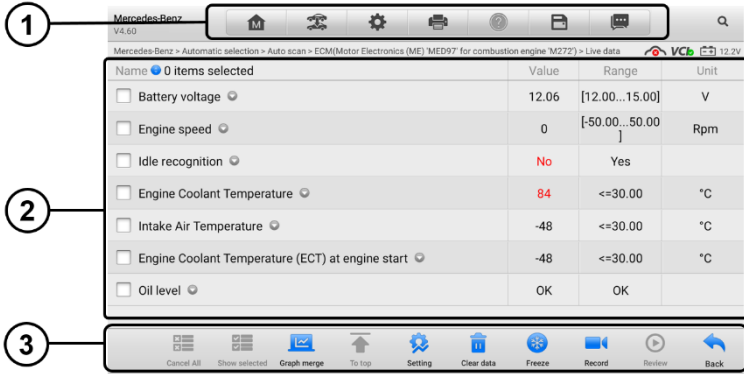 1
Mercedes-Benz
V4.60
M
Mercedes-Benz > Automatic selection > Auto scan > ECM(Motor Electronics (ME) 'MED97' for combustion engine 'M272') > Live data
VCI
12.2V
Name 0 items selected Value Range Unit
Battery voltage 12.06 [12.00...15.00] V
Engine speed 0 [-50.00...50.00
] Rpm
Idle recognition No Yes
2
Engine Coolant Temperature 84 <=30.00 °C
Intake Air Temperature -48 <=30.00 °C
Engine Coolant Temperature (ECT) at engine start -48 <=30.00 °C
Oil level OK OK
3
Cancel All Show selected Graph merge To top Setting Clear data Freeze Record Review Back